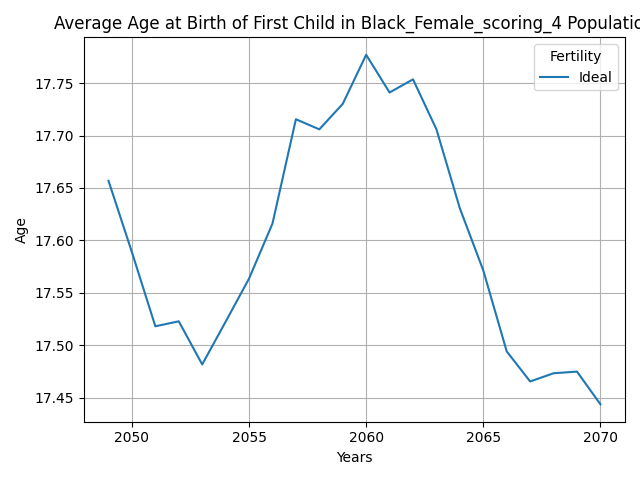 Average Age at Birth of First Child in Black_Female_scoring_4 Populatio
Fertility
Ideal
17.75
17.70
17.65
17.60
17.55
17.50
17.45
Age
2050 2055 2060 2065 2070
Years